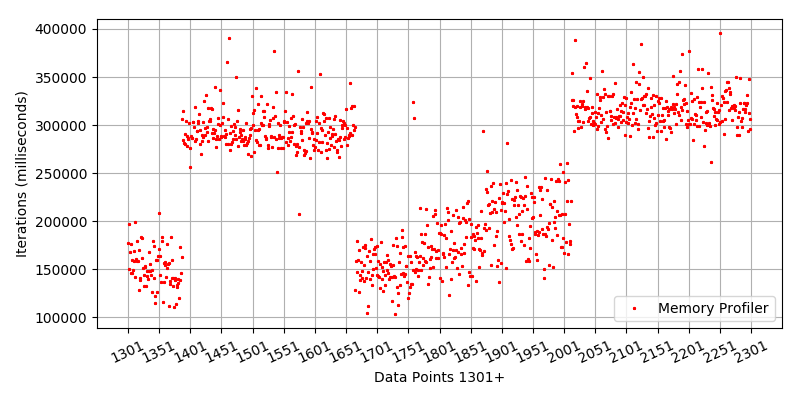 400000
350000
300000
250000
200000
150000
100000
Iterations (milliseconds)
Memory Profiler
1301 1351 1401 1451 1501 1551 1601 1651 1701 1751 1801 1851 1901 1951 2001 2051 2101 2151 2201 2251 2301
Data Points 1301+